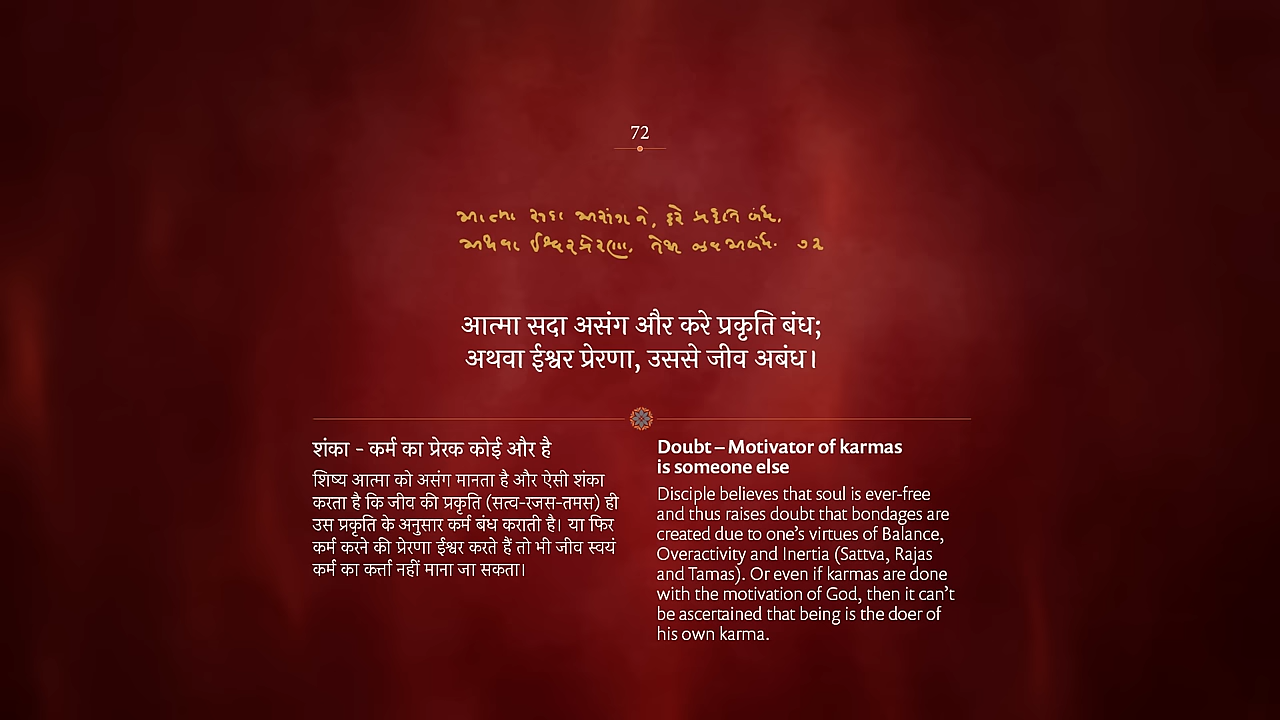 72
આત્મા સદા અસંગ ને, કરે પ્રકૃતિ બંધ.
અથવા ઈશ્વર પ્રેરણા, તેથી જીવ અબંધ. ૭૨
आत्मा सदा असंग और करे प्रकृति बंध;
अथवा ईश्वर प्रेरणा, उससे जीव अबंध।
शंका - कर्म का प्रेरक कोई और है
शिष्य आत्मा को असंग मानता है और ऐसी शंका
करता है कि जीव की प्रकृति (सत्व-रजस-तमस) ही
उस प्रकृति के अनुसार कर्म बंध कराती है। या फिर
कर्म करने की प्रेरणा ईश्वर करते हैं तो भी जीव स्वयं
कर्म का कर्त्ता नहीं माना जा सकता।
Doubt – Motivator of karmas
is someone else
Disciple believes that soul is ever-free
and thus raises doubt that bondages are
created due to one's virtues of Balance,
Overactivity and Inertia (Sattva, Rajas
and Tamas). Or even if karmas are done
with the motivation of God, then it can't
be ascertained that being is the doer of
his own karma.